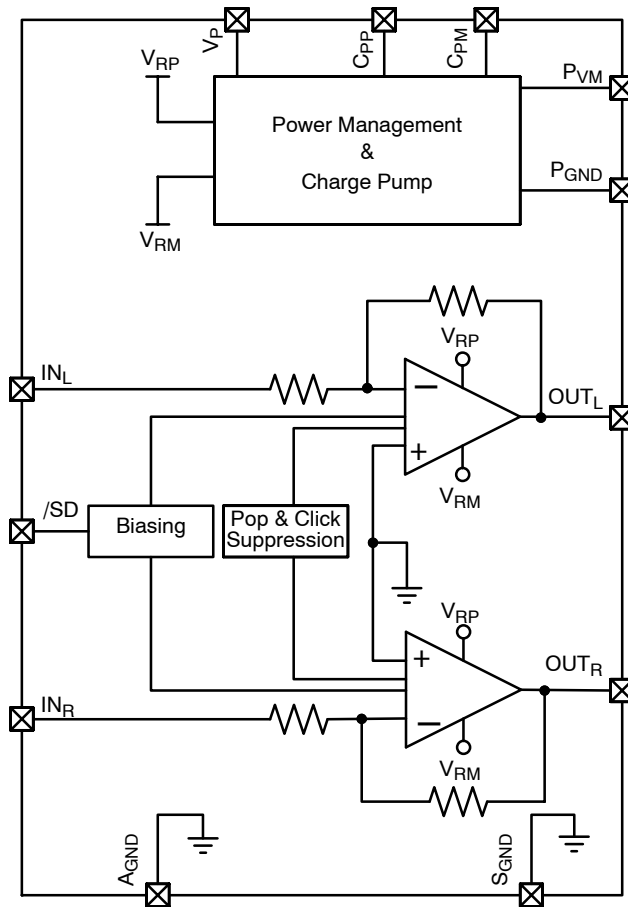 VP
CPP
CPM
VRP
PVM
Power Management
&
Charge Pump
PGND
VRM
VRP
INL
−
OUTL
+
VRM
/SD
Biasing
Pop & Click
Suppression
VRP
+
OUTR
INR
−
VRM
AGND
SGND